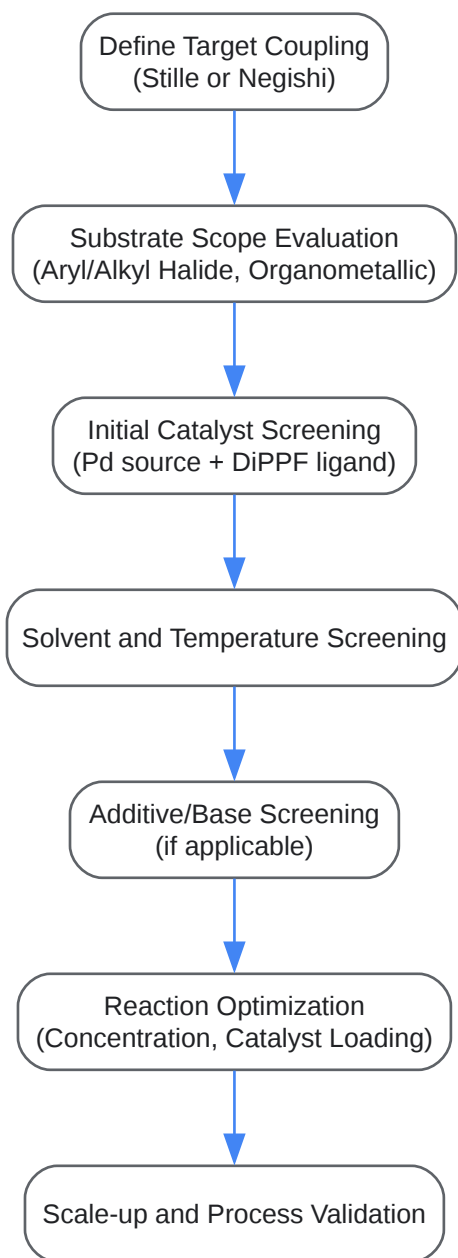 Define Target Coupling
(Stille or Negishi)
Substrate Scope Evaluation
(Aryl/Alkyl Halide, Organometallic)
Initial Catalyst Screening
(Pd source + DiPPF ligand)
Solvent and Temperature Screening
Additive/Base Screening
(if applicable)
Reaction Optimization
(Concentration, Catalyst Loading)
Scale-up and Process Validation